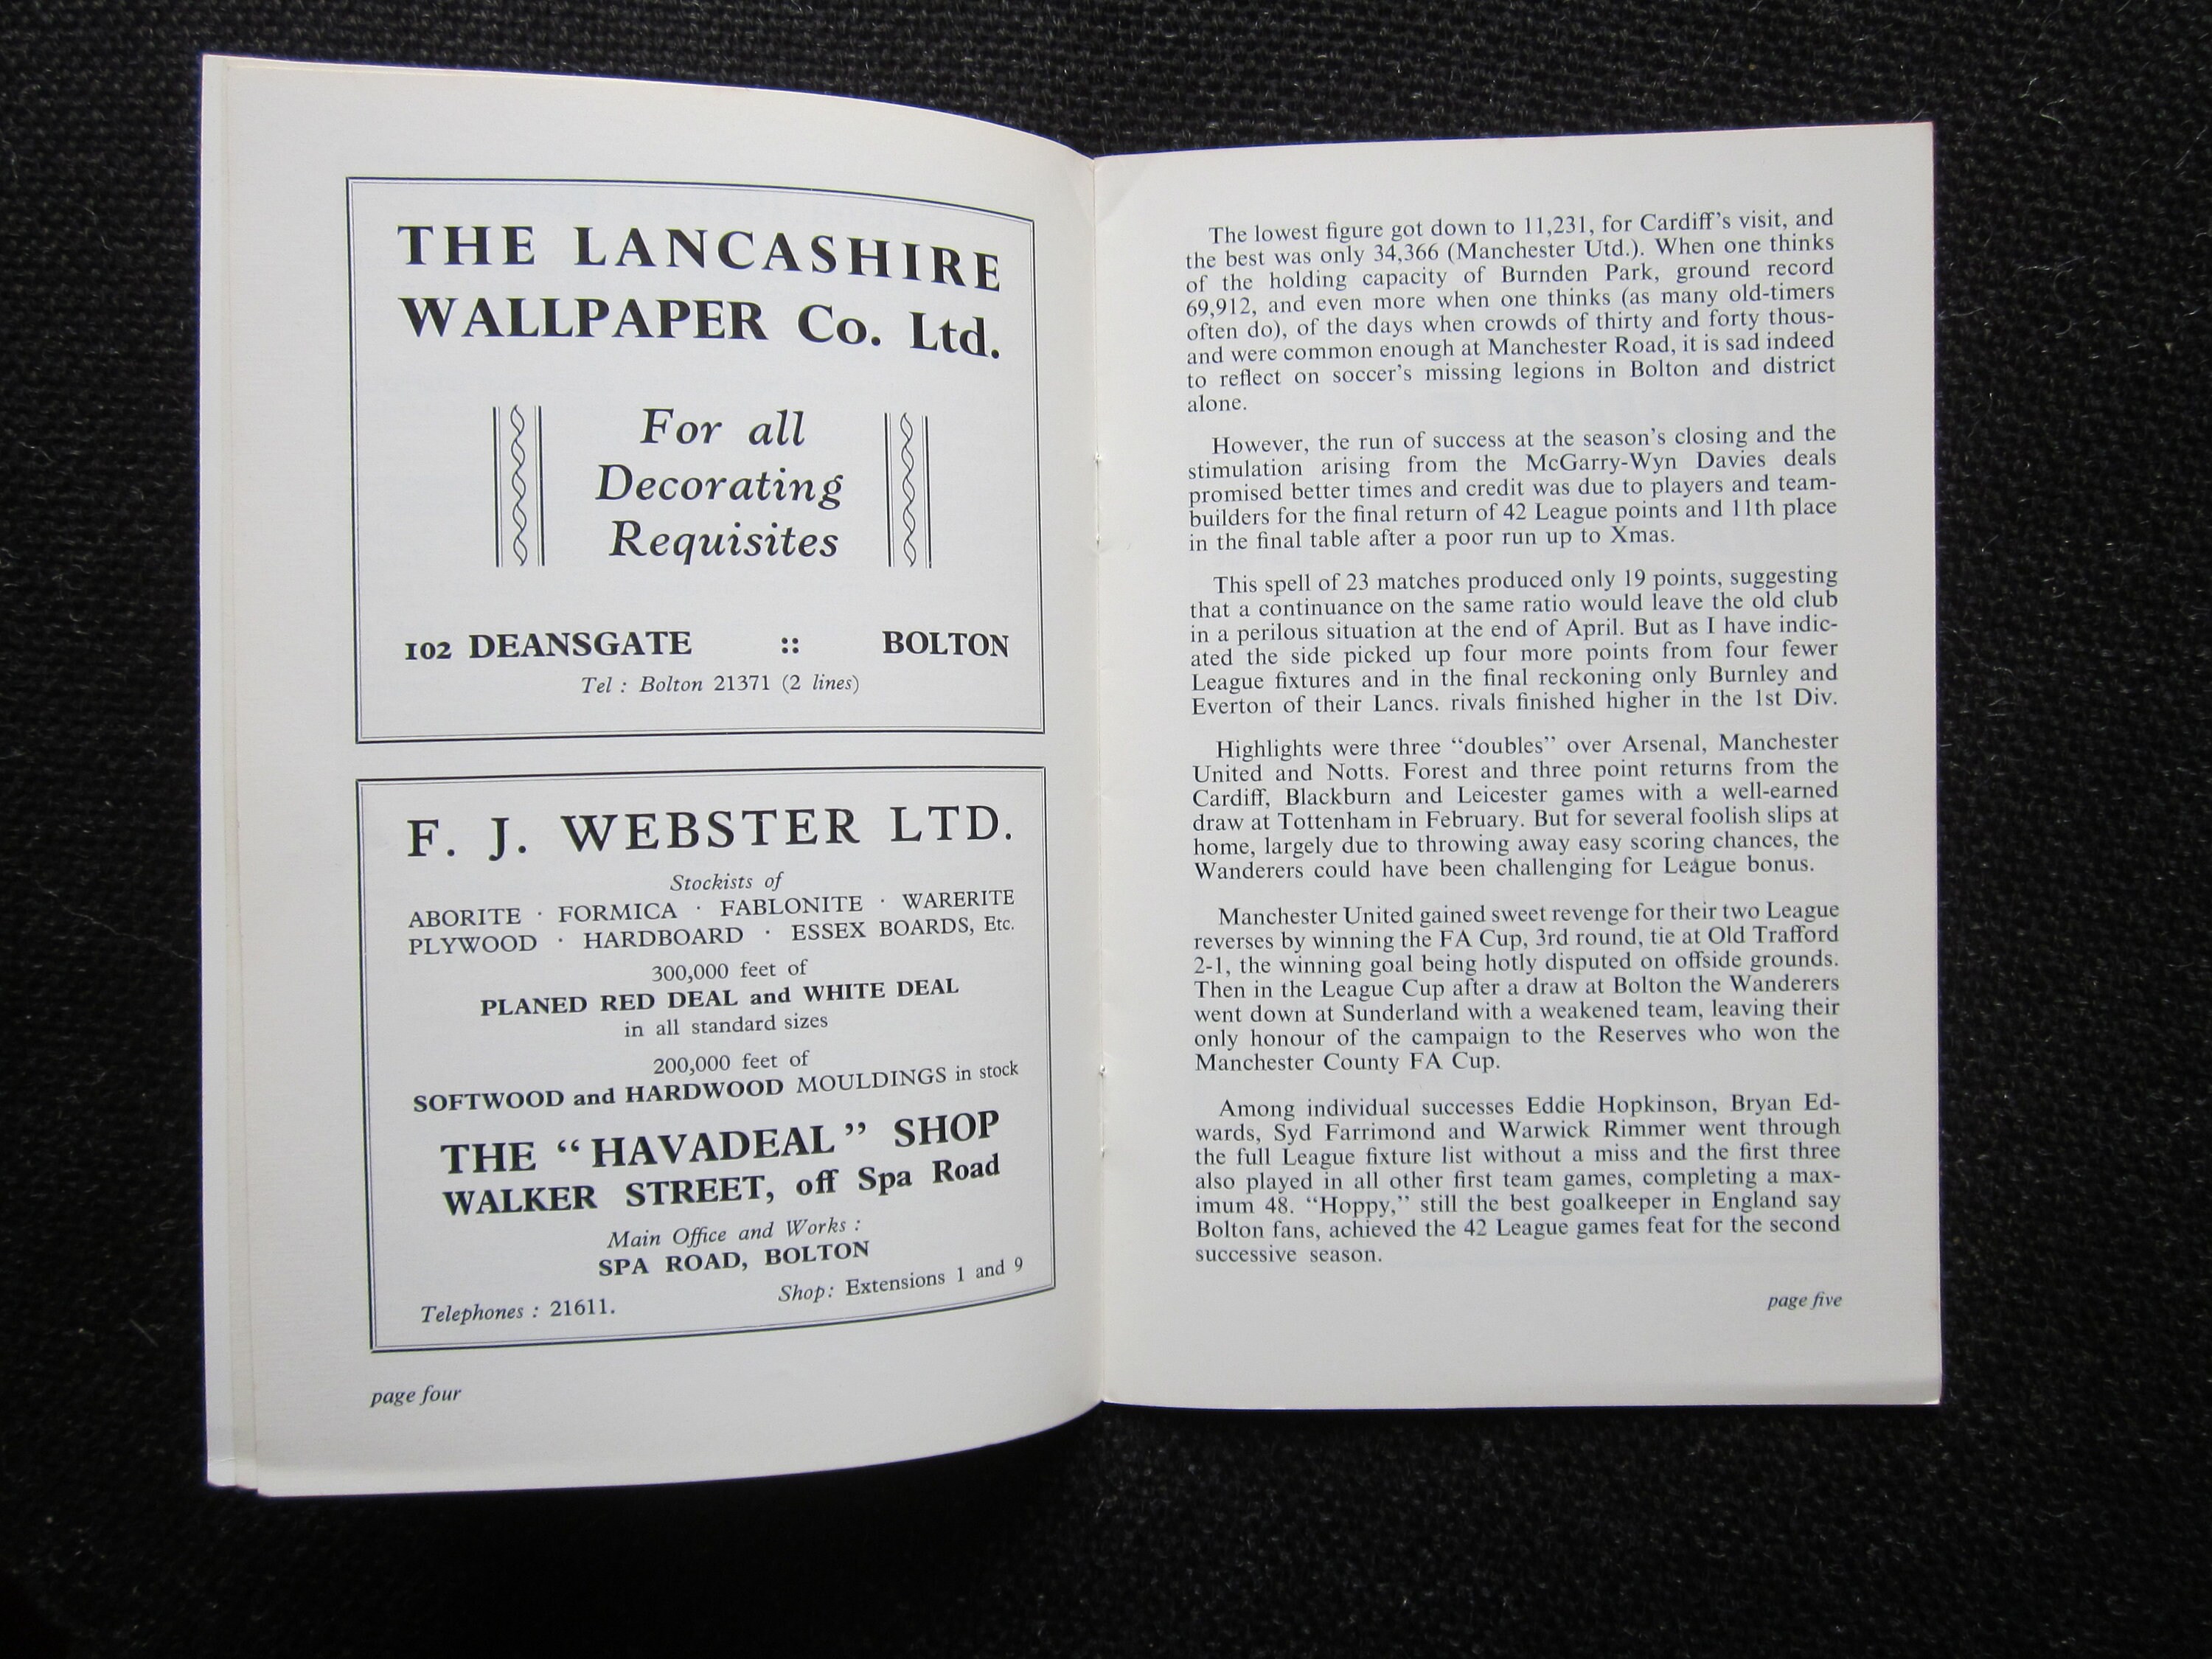 THE LANCASHIRE
WALLPAPER Co. Ltd.
For all
Decorating
Requisites
102 DEANSGATE :: BOLTON
Tel : Bolton 21371 (2 lines)
F. J. WEBSTER LTD.
Stockists of
ABORITE · FORMICA · FABLONITE · WARERITE
PLYWOOD · HARDBOARD · ESSEX BOARDS, Etc.
300,000 feet of
PLANED RED DEAL and WHITE DEAL
in all standard sizes
200,000 feet of
SOFTWOOD and HARDWOOD MOULDINGS in stock
THE “HAVADEAL” SHOP
WALKER STREET, off Spa Road
Main Office and Works :
SPA ROAD, BOLTON
Telephones : 21611. Shop: Extensions 1 and 9
page four
The lowest figure got down to 11,231, for Cardiff’s visit, and
the best was only 34,366 (Manchester Utd.). When one thinks
of the holding capacity of Burnden Park, ground record
69,912, and even more when one thinks (as many old-timers
often do), of the days when crowds of thirty and forty thous-
and were common enough at Manchester Road, it is sad indeed
to reflect on soccer’s missing legions in Bolton and district
alone.
However, the run of success at the season’s closing and the
stimulation arising from the McGarry-Wyn Davies deals
promised better times and credit was due to players and team-
builders for the final return of 42 League points and 11th place
in the final table after a poor run up to Xmas.
This spell of 23 matches produced only 19 points, suggesting
that a continuance on the same ratio would leave the old club
in a perilous situation at the end of April. But as I have indic-
ated the side picked up four more points from four fewer
League fixtures and in the final reckoning only Burnley and
Everton of their Lancs. rivals finished higher in the 1st Div.
Highlights were three “doubles” over Arsenal, Manchester
United and Notts. Forest and three point returns from the
Cardiff, Blackburn and Leicester games with a well-earned
draw at Tottenham in February. But for several foolish slips at
home, largely due to throwing away easy scoring chances, the
Wanderers could have been challenging for League bonus.
Manchester United gained sweet revenge for their two League
reverses by winning the FA Cup, 3rd round, tie at Old Trafford
2-1, the winning goal being hotly disputed on offside grounds.
Then in the League Cup after a draw at Bolton the Wanderers
went down at Sunderland with a weakened team, leaving their
only honour of the campaign to the Reserves who won the
Manchester County FA Cup.
Among individual successes Eddie Hopkinson, Bryan Ed-
wards, Syd Farrimond and Warwick Rimmer went through
the full League fixture list without a miss and the first three
also played in all other first team games, completing a max-
imum 48. “Hoppy,” still the best goalkeeper in England say
Bolton fans, achieved the 42 League games feat for the second
successive season.
page five